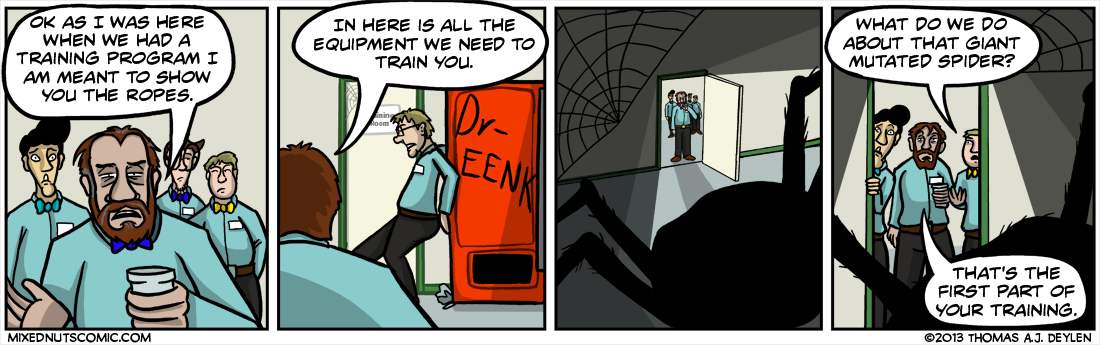 OK AS I WAS HERE
WHEN WE HAD A
TRAINING PROGRAM I
AM MEANT TO SHOW
YOU THE ROPES.
IN HERE IS ALL THE
EQUIPMENT WE NEED TO
TRAIN YOU.
Dr-
EENK
WHAT DO WE DO
ABOUT THAT GIANT
MUTATED SPIDER?
THAT'S THE
FIRST PART OF
YOUR TRAINING.
MIXEDNUTSCOMIC.COM
©2013 THOMAS A.J. DEYLEN